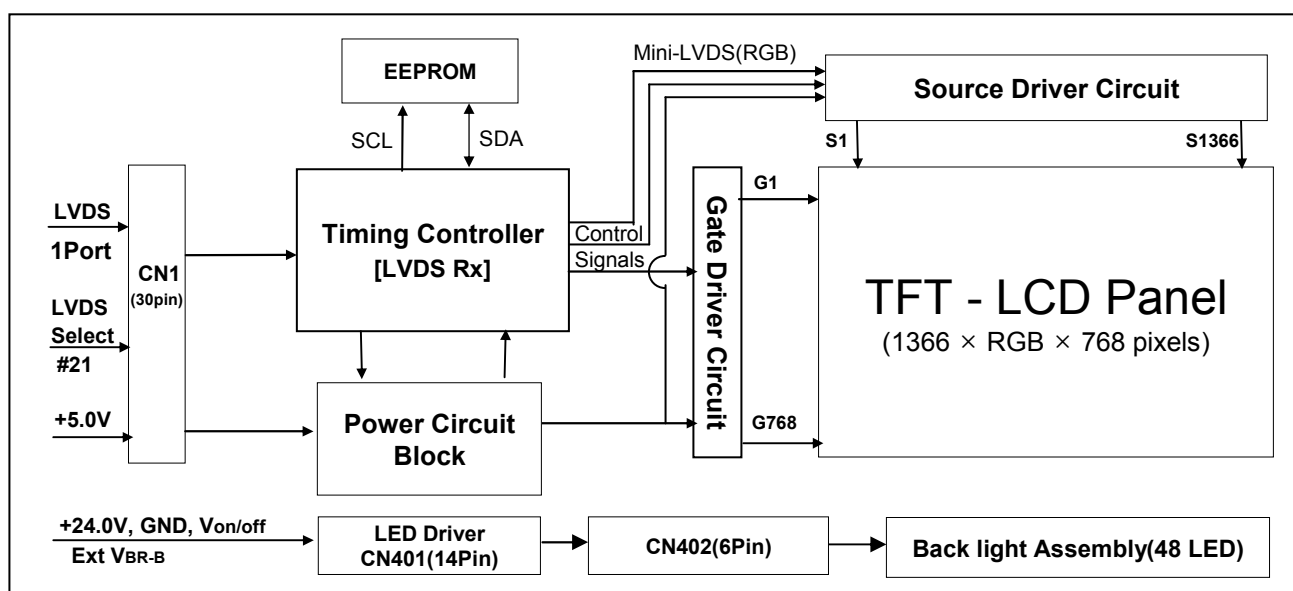 Mini-LVDS(RGB)
EEPROM
Source Driver Circuit
SCL
SDA
S1
S1366
G1
LVDS
1Port
CN1
(30pin)
Timing Controller
[LVDS Rx]
Control
Signals
Gate Driver Circuit
TFT - LCD Panel
(1366 × RGB × 768 pixels)
LVDS
Select
#21
+5.0V
Power Circuit
Block
G768
+24.0V, GND, Von/off
Ext VBR-B
LED Driver
CN401(14Pin)
CN402(6Pin)
Back light Assembly(48 LED)